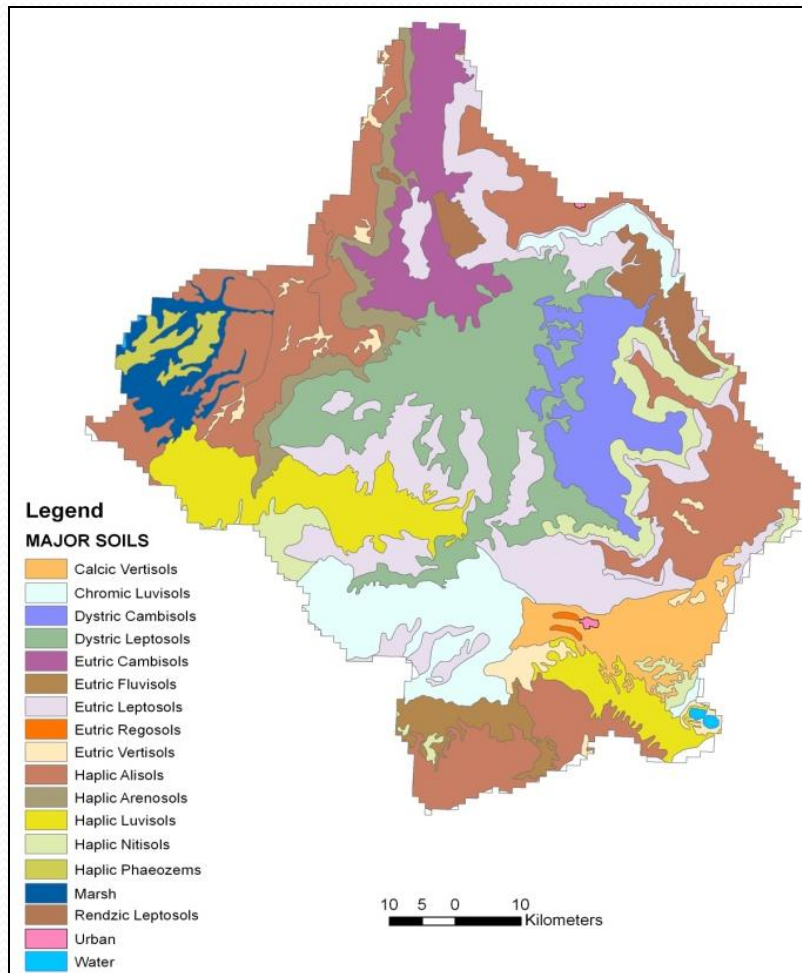 Legend
MAJOR SOILS
Calcic Vertisols
Chromic Luvisols
Dystric Cambisols
Dystric Leptosols
Eutric Cambisols
Eutric Fluvisols
Eutric Leptosols
Eutric Regosols
Eutric Vertisols
Haplic Alisols
Haplic Arenosols
Haplic Luvisols
Haplic Nitisols
Haplic Phaeozems
Marsh
Rendzic Leptosols
Urban
Water
10 5 0 10
Kilometers